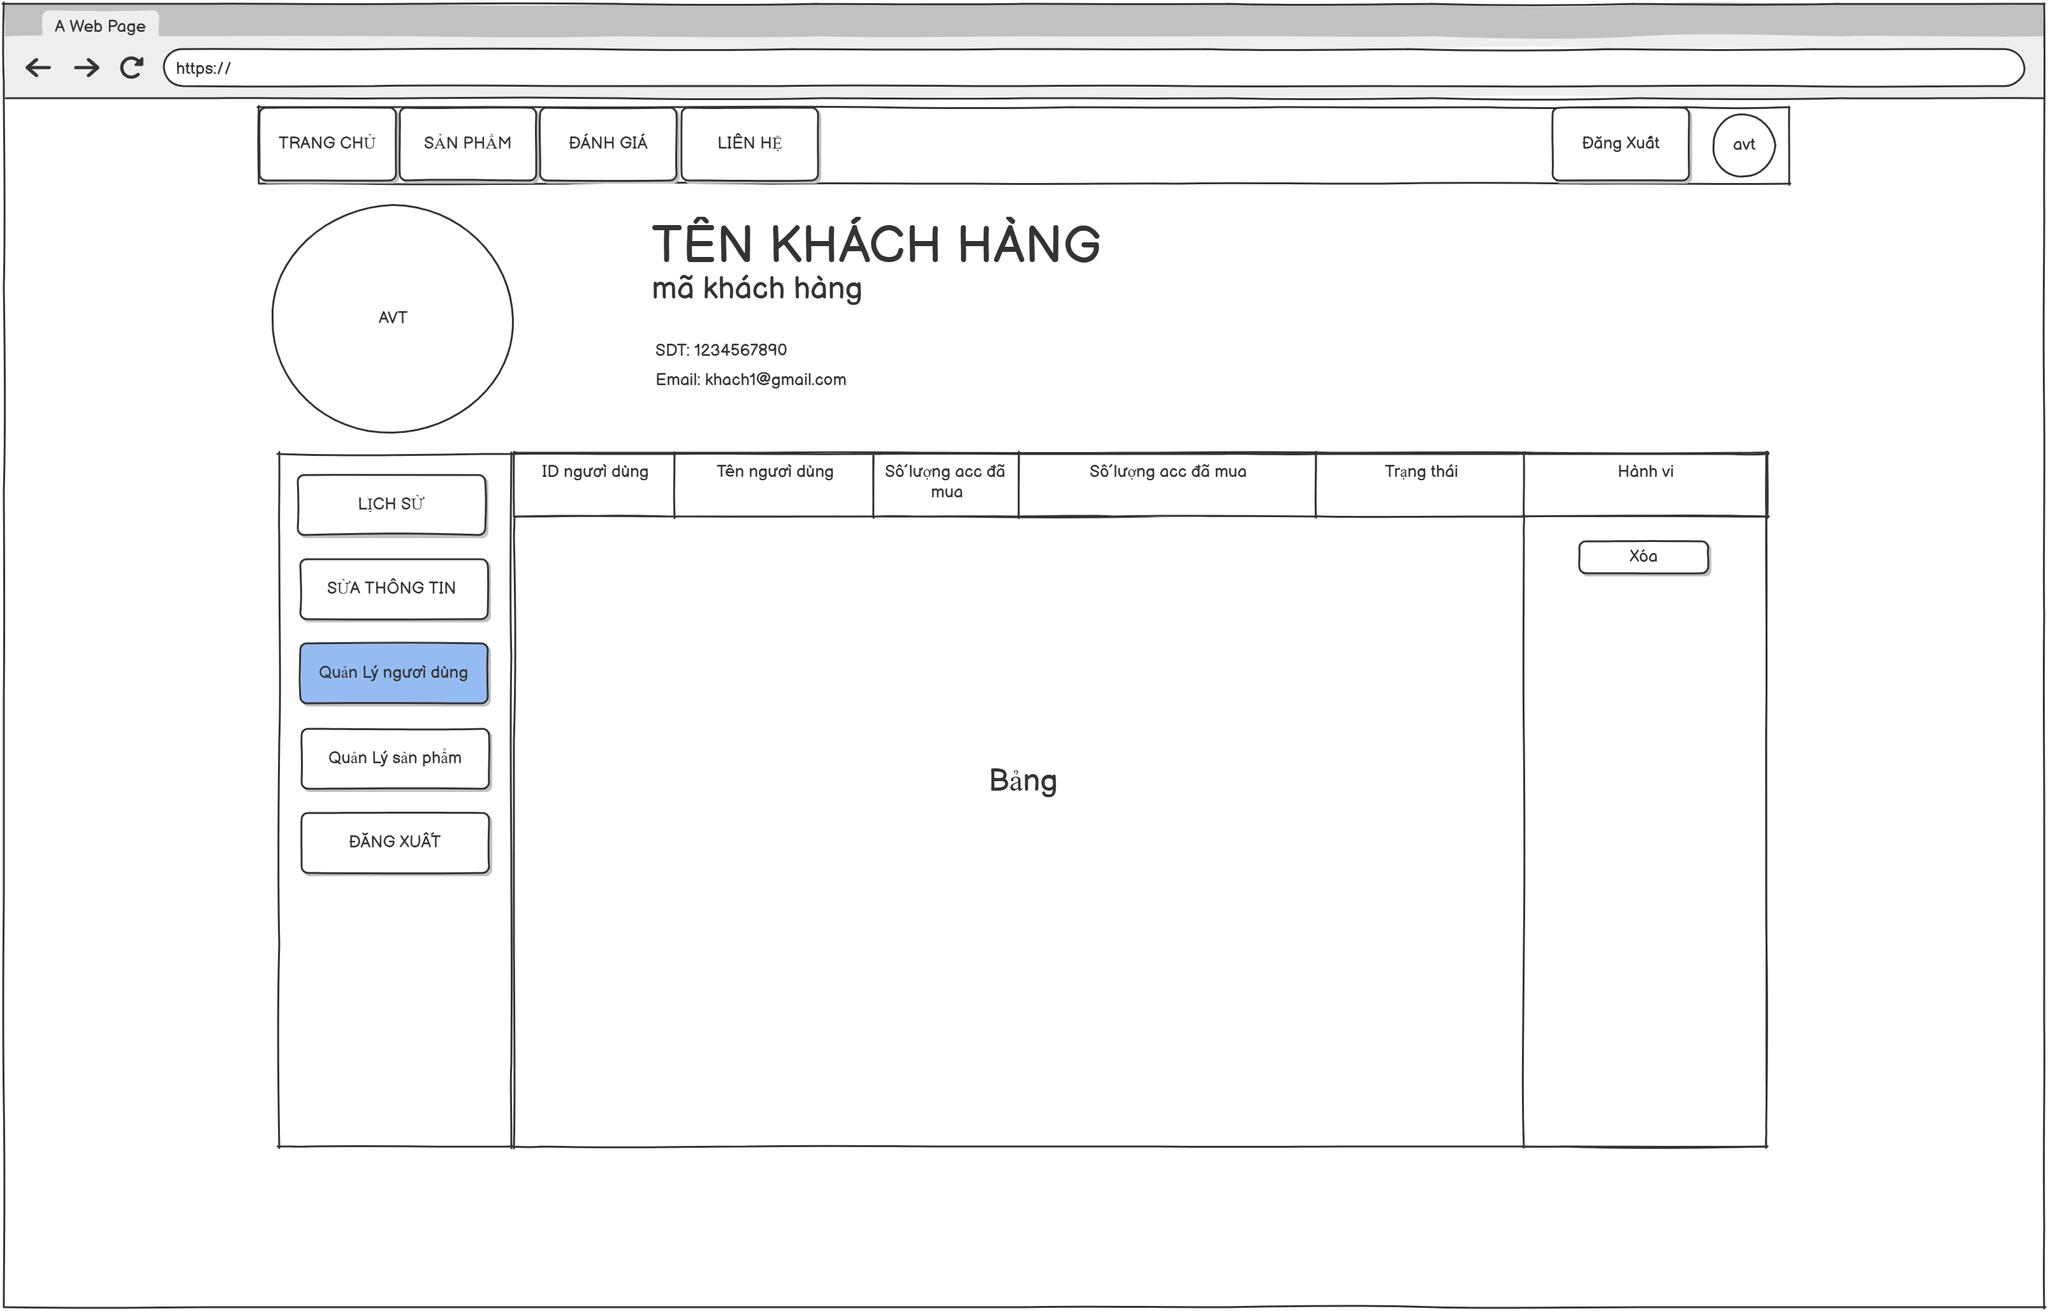 A Web Page
https://
TRANG CHỦ
SẢN PHẨM
ĐÁNH GIÁ
LIÊN HỆ
Đăng Xuất
avt
AVT
TÊN KHÁCH HÀNG
mã khách hàng
SDT: 1234567890
Email: khach1@gmail.com
LỊCH SỬ
SỬA THÔNG TIN
Quản Lý người dùng
Quản Lý sản phẩm
ĐĂNG XUẤT
ID người dùng
Tên người dùng
Số lượng acc đã
mua
Số lượng acc đã mua
Trạng thái
Hành vi
Xóa
Bảng